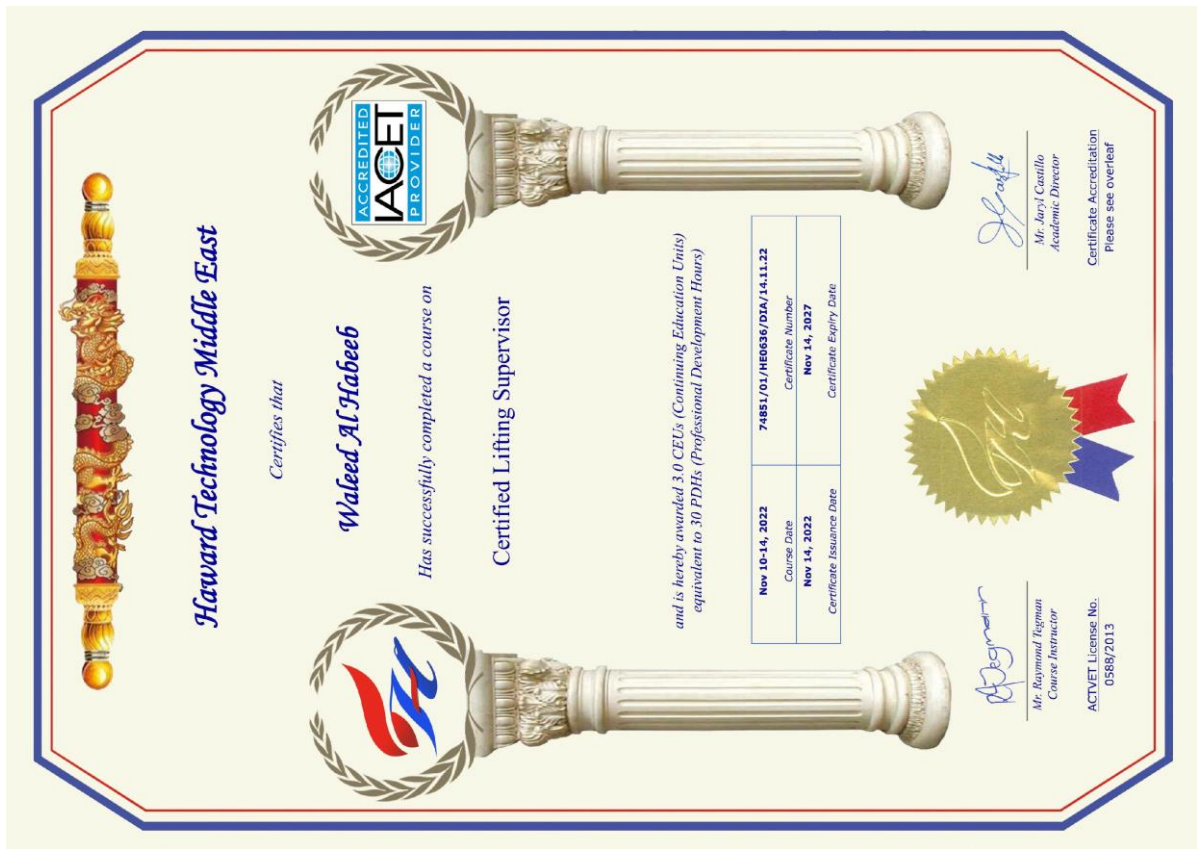 Haward Technology Middle East
Certifies that
Waleed Al Habeeb
Has successfully completed a course on
Certified Lifting Supervisor
ACCREDITED
IACET
PROVIDER
and is hereby awarded 3.0 CEUs (Continuing Education Units)
equivalent to 30 PDHs (Professional Development Hours)
Nov 10-14, 2022 74851/01/HE0636/DIA/14.11.22
Course Date Certificate Number
Nov 14, 2022 Nov 14, 2027
Certificate Issuance Date Certificate Expiry Date
Mr. Raymond Tegman
Course Instructor
Mr. Jaryl Castillo
Academic Director
ACTVET License No.
0588/2013
Certificate Accreditation
Please see overleaf